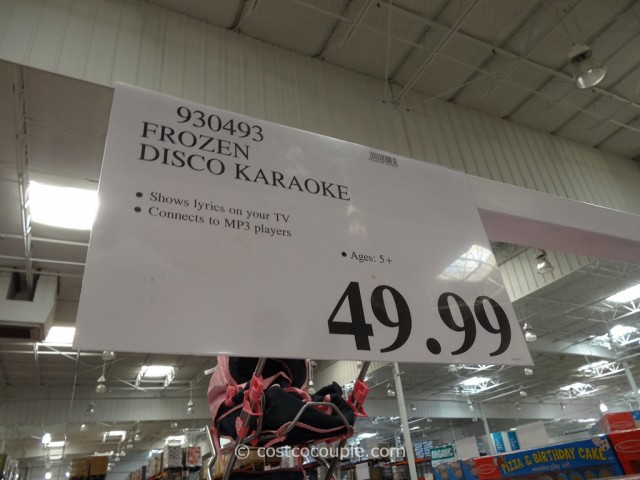 930493
FROZEN
DISCO KARAOKE
• Shows lyrics on your TV
• Connects to MP3 players
• Ages: 5+
49.99
ORGANIC
PIZZA & BIRTHDAY CAKE
© costcocouple.com